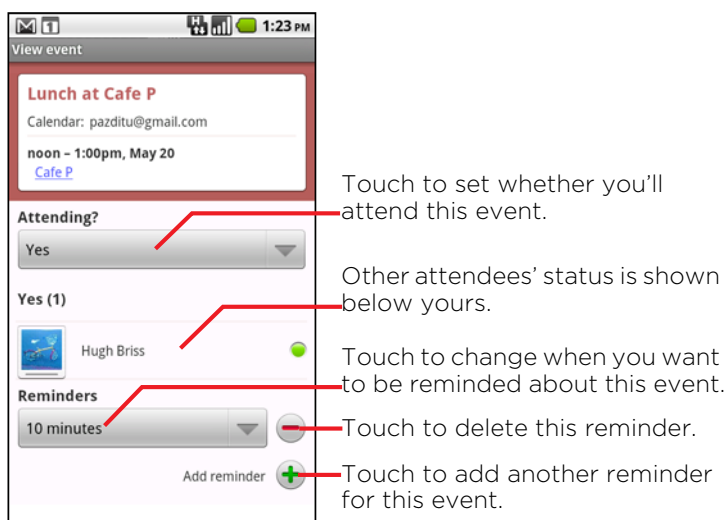 1
H
1:23 PM
View event
Lunch at Cafe P
Calendar: pazditu@gmail.com
noon – 1:00pm, May 20
Cafe P
Attending?
Yes
Yes (1)
Hugh Briss
Reminders
10 minutes
Add reminder
Touch to set whether you’ll
attend this event.
Other attendees’ status is shown
below yours.
Touch to change when you want
to be reminded about this event.
Touch to delete this reminder.
Touch to add another reminder
for this event.